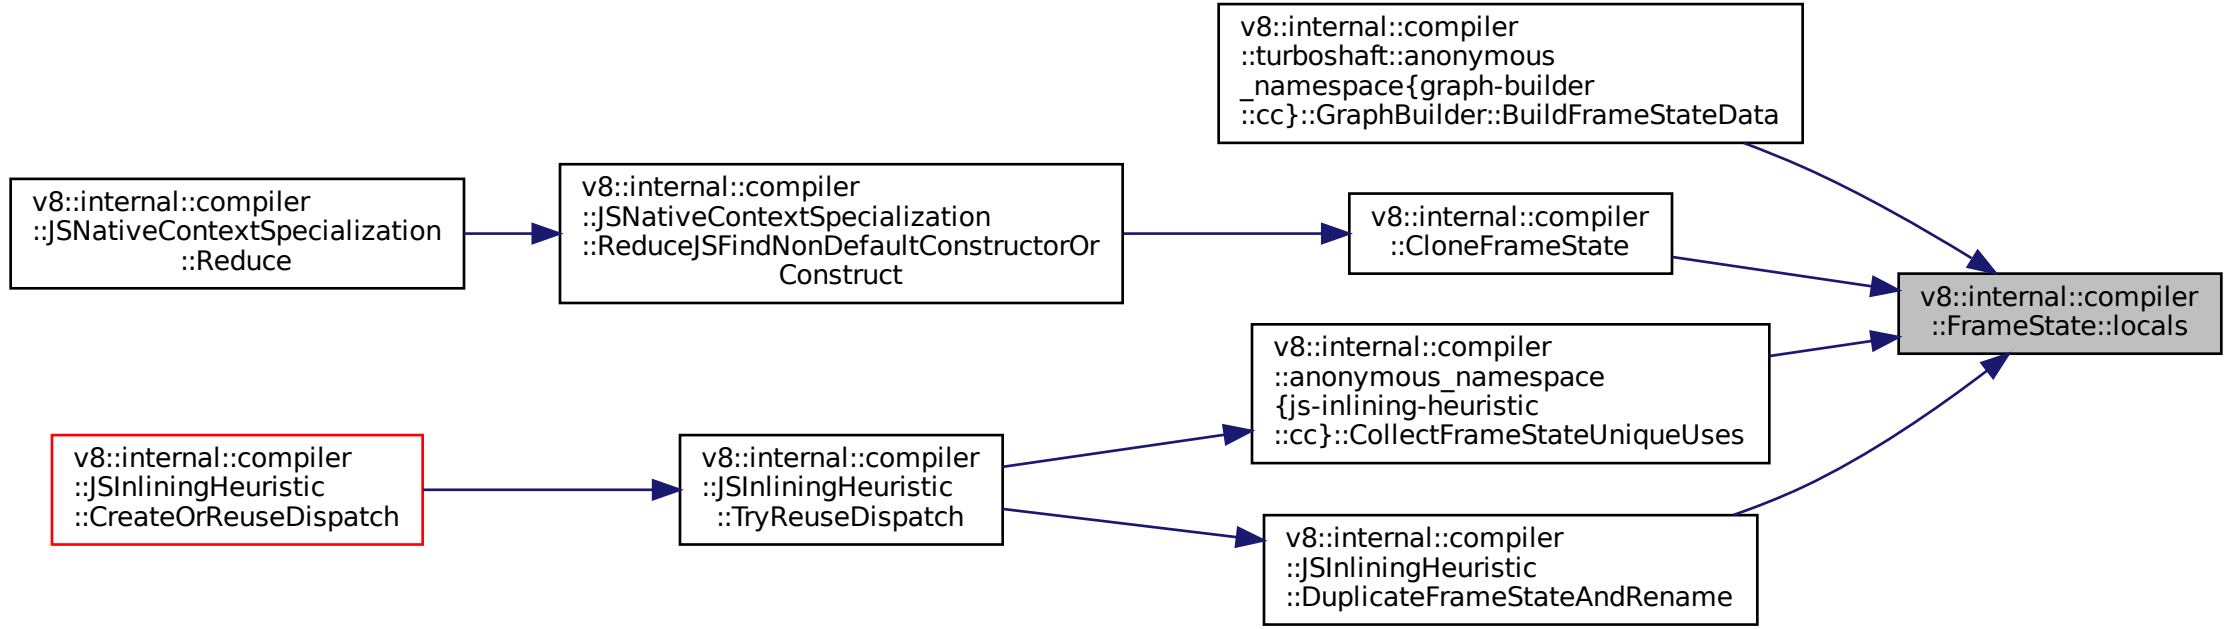 v8::internal::compiler
::turboshaft::anonymous
_namespace{graph-builder
::cc}::GraphBuilder::BuildFrameStateData
v8::internal::compiler
::JSNativeContextSpecialization
::Reduce
v8::internal::compiler
::JSNativeContextSpecialization
::ReduceJSFindNonDefaultConstructorOr
Construct
v8::internal::compiler
::CloneFrameState
v8::internal::compiler
::FrameState::locals
v8::internal::compiler
::anonymous_namespace
{js-inlining-heuristic
::cc}::CollectFrameStateUniqueUses
v8::internal::compiler
::JSInliningHeuristic
::CreateOrReuseDispatch
v8::internal::compiler
::JSInliningHeuristic
::TryReuseDispatch
v8::internal::compiler
::JSInliningHeuristic
::DuplicateFrameStateAndRename